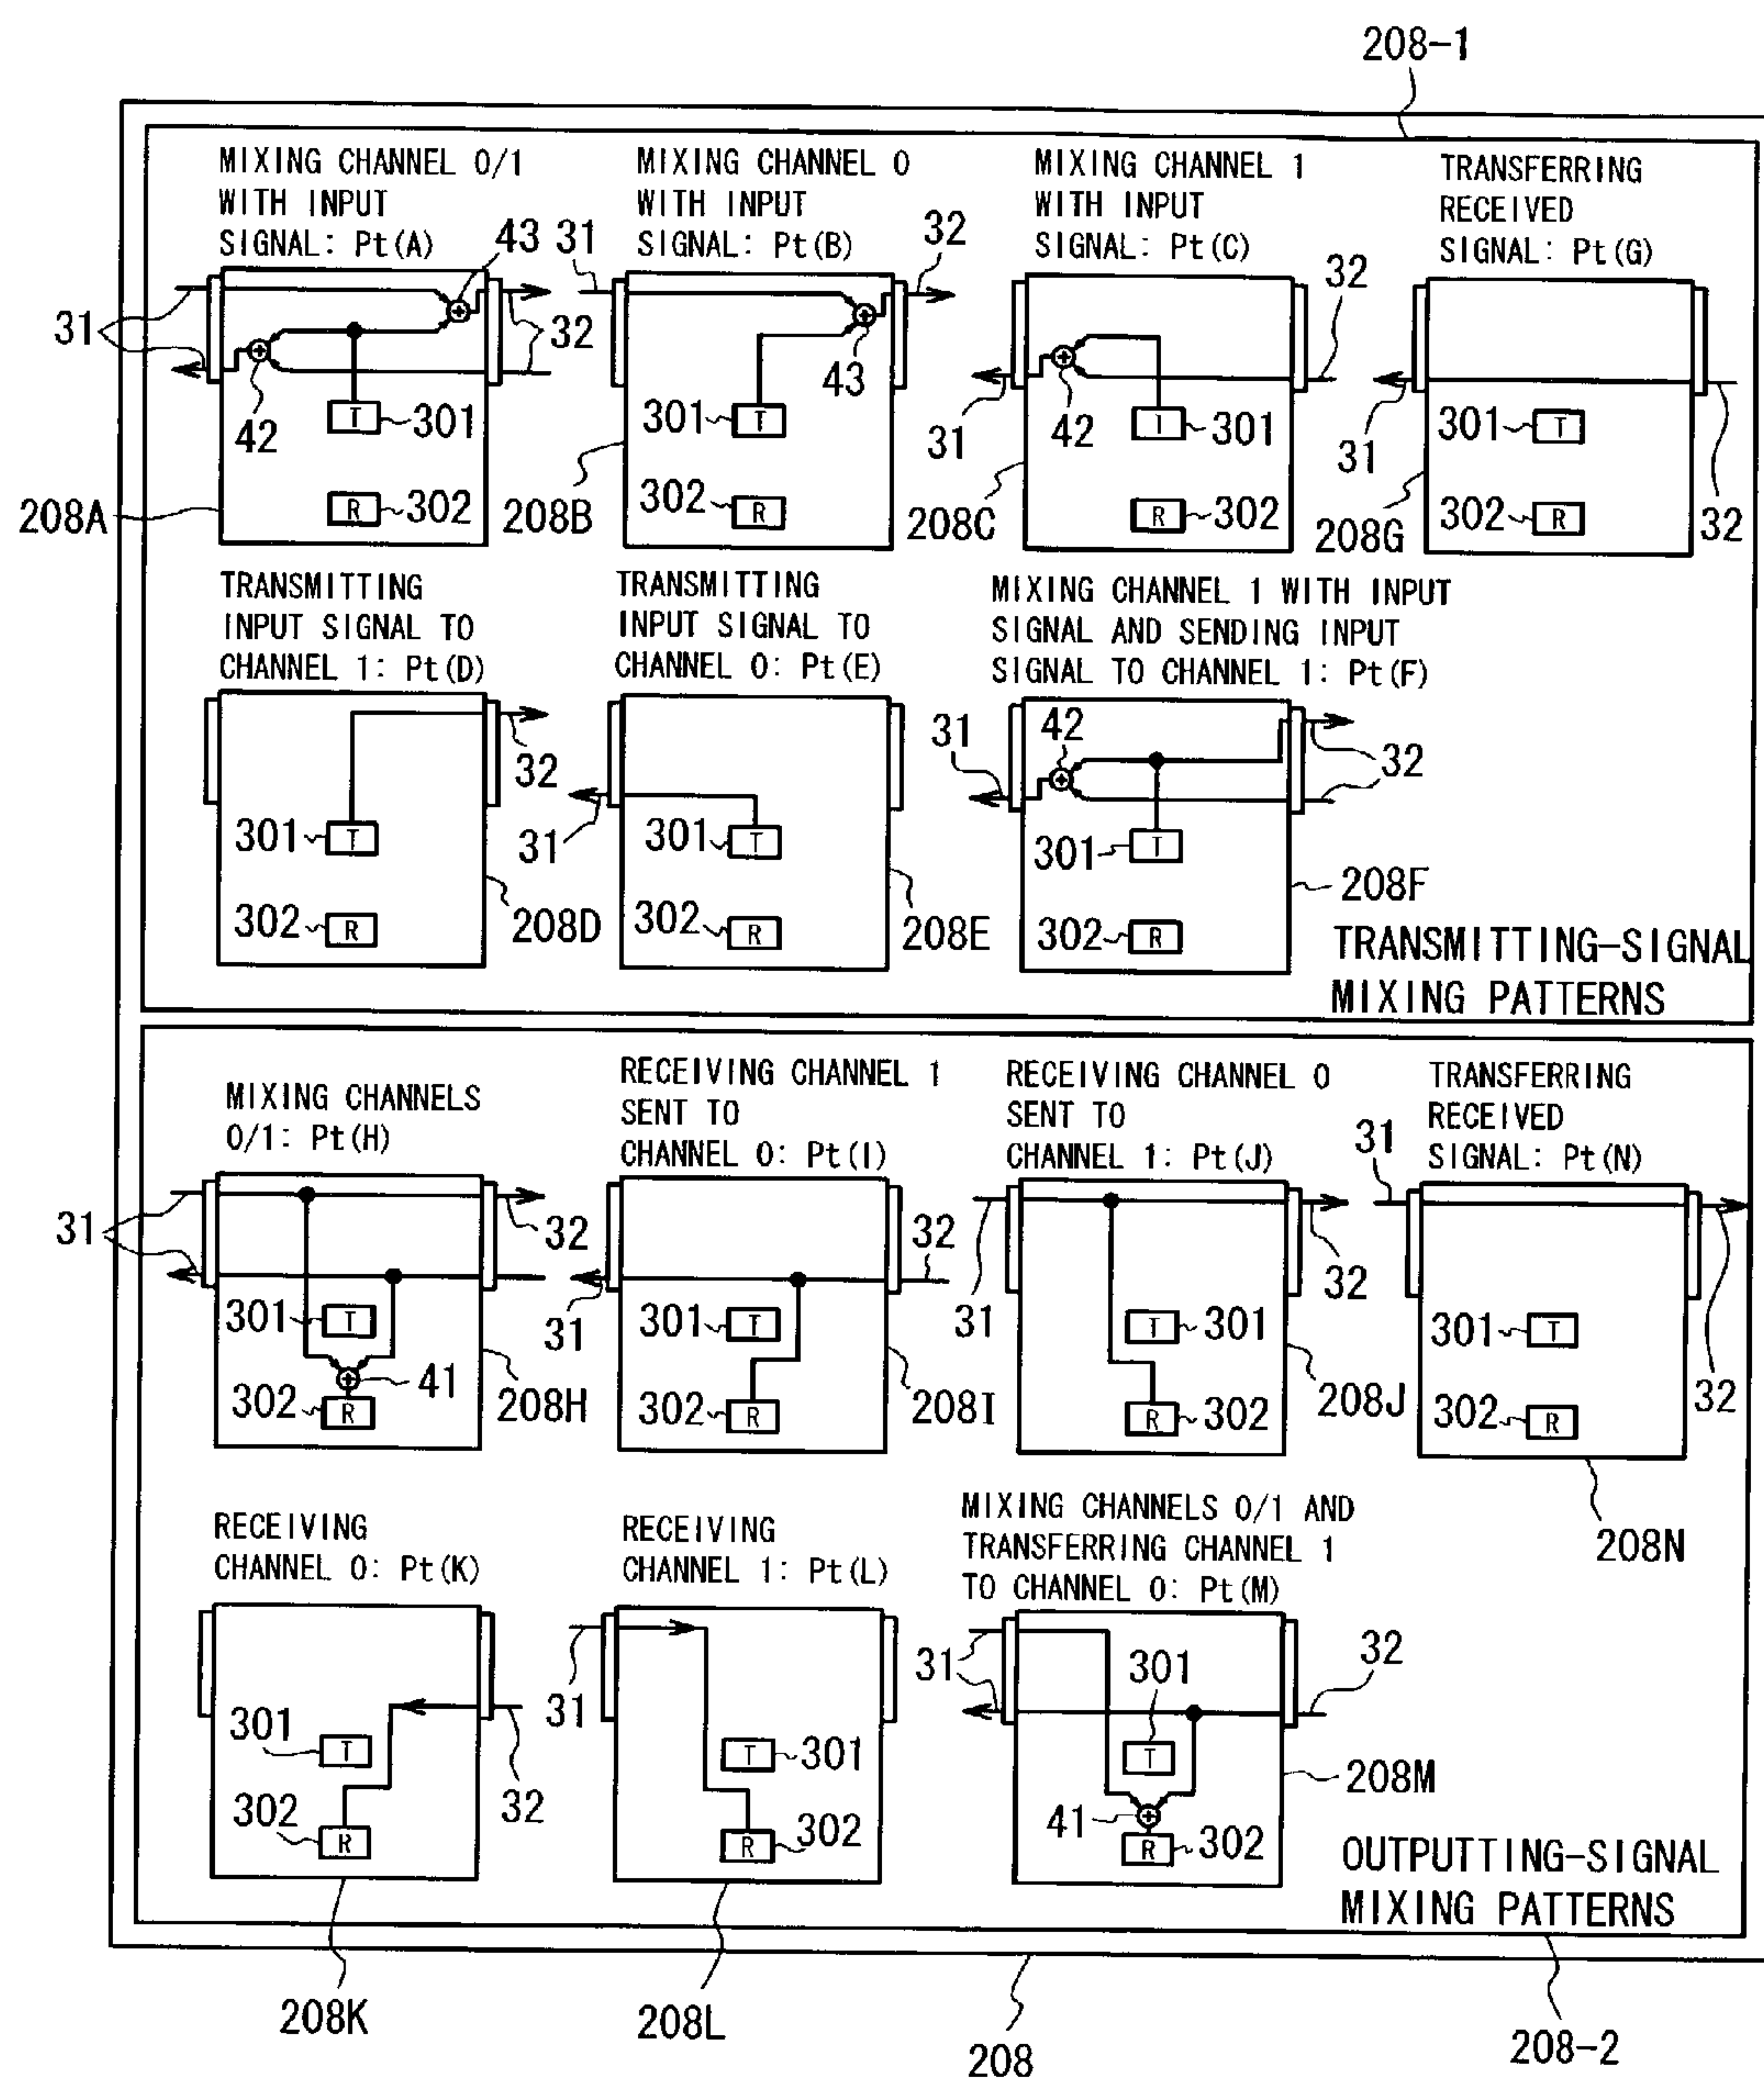 208-1
MIXING CHANNEL 0/1
WITH INPUT
SIGNAL: Pt(A)
MIXING CHANNEL 0
WITH INPUT
SIGNAL: Pt(B)
MIXING CHANNEL 1
WITH INPUT
SIGNAL: Pt(C)
TRANSFERRING
RECEIVED
SIGNAL: Pt(G)
31
43
32
42
T
301
R
302
208A
31
32
43
301
T
302
R
208B
32
31
42
I
301
R
302
208C
31
301
T
302
R
32
208G
TRANSMITTING
INPUT SIGNAL TO
CHANNEL 1: Pt(D)
TRANSMITTING
INPUT SIGNAL TO
CHANNEL 0: Pt(E)
MIXING CHANNEL 1 WITH INPUT
SIGNAL AND SENDING INPUT
SIGNAL TO CHANNEL 1: Pt(F)
32
301
T
302
R
208D
31
301
T
302
R
208E
31
42
32
301
T
302
R
208F
TRANSMITTING-SIGNAL
MIXING PATTERNS
MIXING CHANNELS
0/1: Pt(H)
RECEIVING CHANNEL 1
SENT TO
CHANNEL 0: Pt(I)
RECEIVING CHANNEL 0
SENT TO
CHANNEL 1: Pt(J)
TRANSFERRING
RECEIVED
SIGNAL: Pt(N)
31
32
301
T
41
302
R
208H
32
31
301
T
302
R
208I
31
32
T
301
R
302
208J
31
32
301
T
302
R
208N
RECEIVING
CHANNEL 0: Pt(K)
RECEIVING
CHANNEL 1: Pt(L)
MIXING CHANNELS 0/1 AND
TRANSFERRING CHANNEL 1
TO CHANNEL 0: Pt(M)
301
T
302
R
32
208K
31
T
301
R
302
208L
31
301
32
T
41
R
302
208M
OUTPUTTING-SIGNAL
MIXING PATTERNS
208
208-2